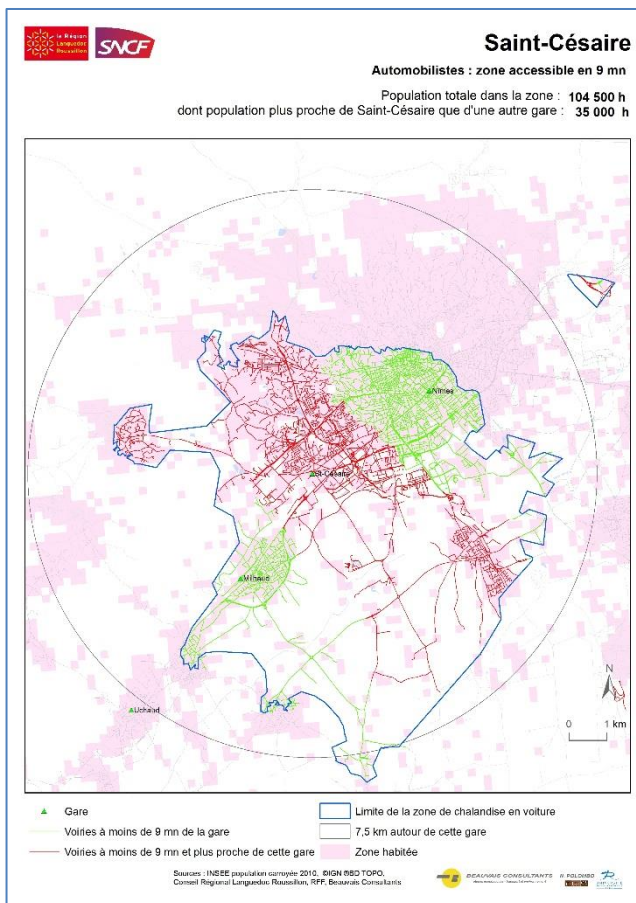 la Région
Languedoc
Roussillon
SNCF
Saint-Césaire
Automobilistes : zone accessible en 9 mn
Population totale dans la zone : 104 500 h
dont population plus proche de Saint-Césaire que d'une autre gare : 35 000 h
Nîmes
St-Césaire
Milhaud
Uchaud
N
0 1 km
Gare
Limite de la zone de chalandise en voiture
Voiries à moins de 9 mn de la gare
7,5 km autour de cette gare
Voiries à moins de 9 mn et plus proche de cette gare
Zone habitée
Sources : INSEE population carroyée 2010, ©IGN ®BD TOPO,
Conseil Régional Languedoc Roussillon, RFF, Beauvais Consultants
BEAUVAIS CONSULTANTS